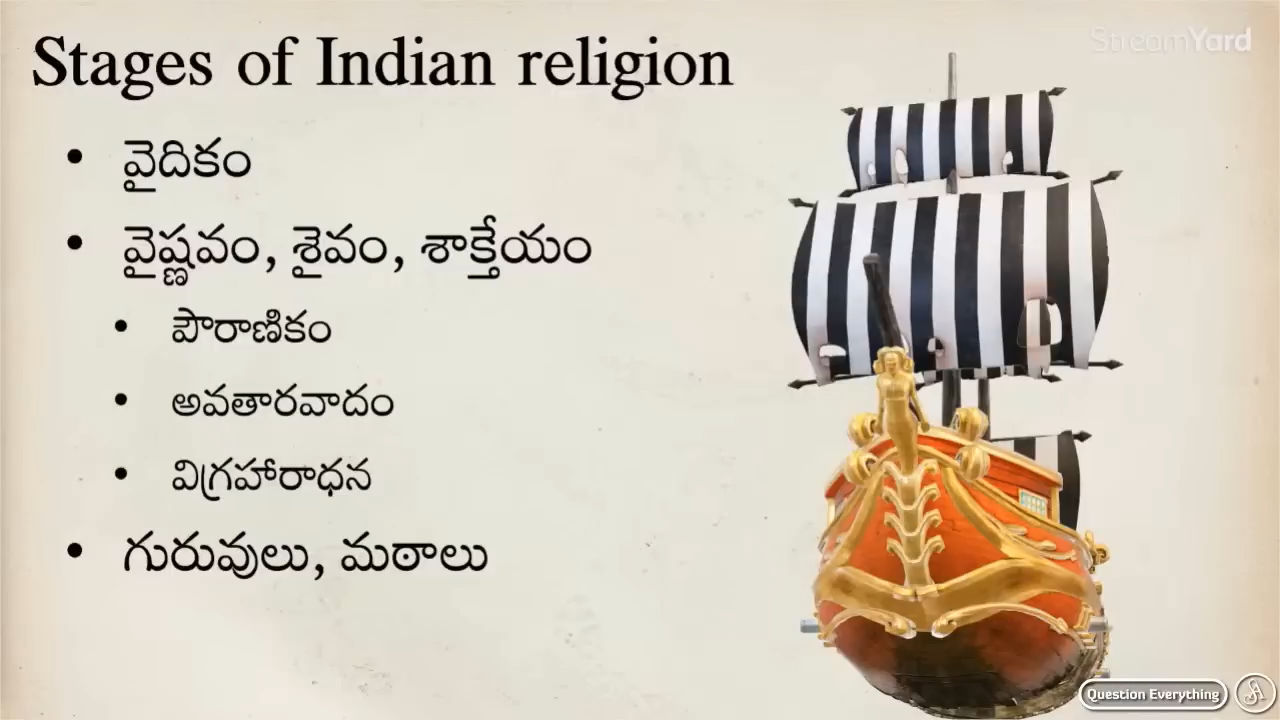 StreamYard
Stages of Indian religion
• వైదికం
• వైష్ణవం, శైవం, శాక్తేయం
• పౌరాణికం
• అవతారవాదం
• విగ్రహారాధన
• గురువులు, మఠాలు
Question Everything